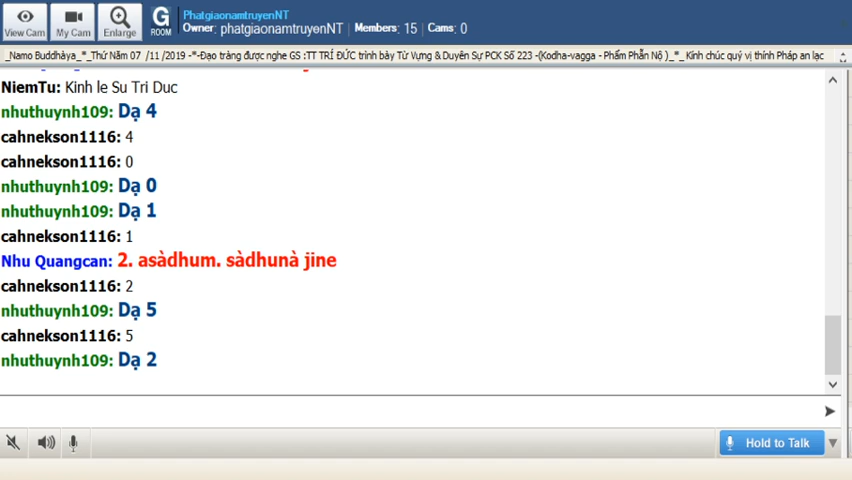 View Cam
My Cam
Enlarge
G
ROOM
PhatgiaonamtruyenNT
Owner: phatgiaonamtruyenNT | Members: 15 | Cams: 0
_Namo Buddhàya_*_Thứ Năm 07 /11 /2019 -*-Đạo tràng được nghe GS :TT TRÍ ĐỨC trình bày Từ Vựng & Duyên Sự PCK Số 223 -(Kodha-vagga - Phẩm Phẫn Nộ )_*_ Kính chúc quý vị thính Pháp an lạc
NiemTu: Kinh le Su Tri Duc
nhuthuynh109: Dạ 4
cahnekson1116: 4
cahnekson1116: 0
nhuthuynh109: Dạ 0
nhuthuynh109: Dạ 1
cahnekson1116: 1
Nhu Quangcan: 2. asàdhum. sàdhunà jine
cahnekson1116: 2
nhuthuynh109: Dạ 5
cahnekson1116: 5
nhuthuynh109: Dạ 2
Hold to Talk